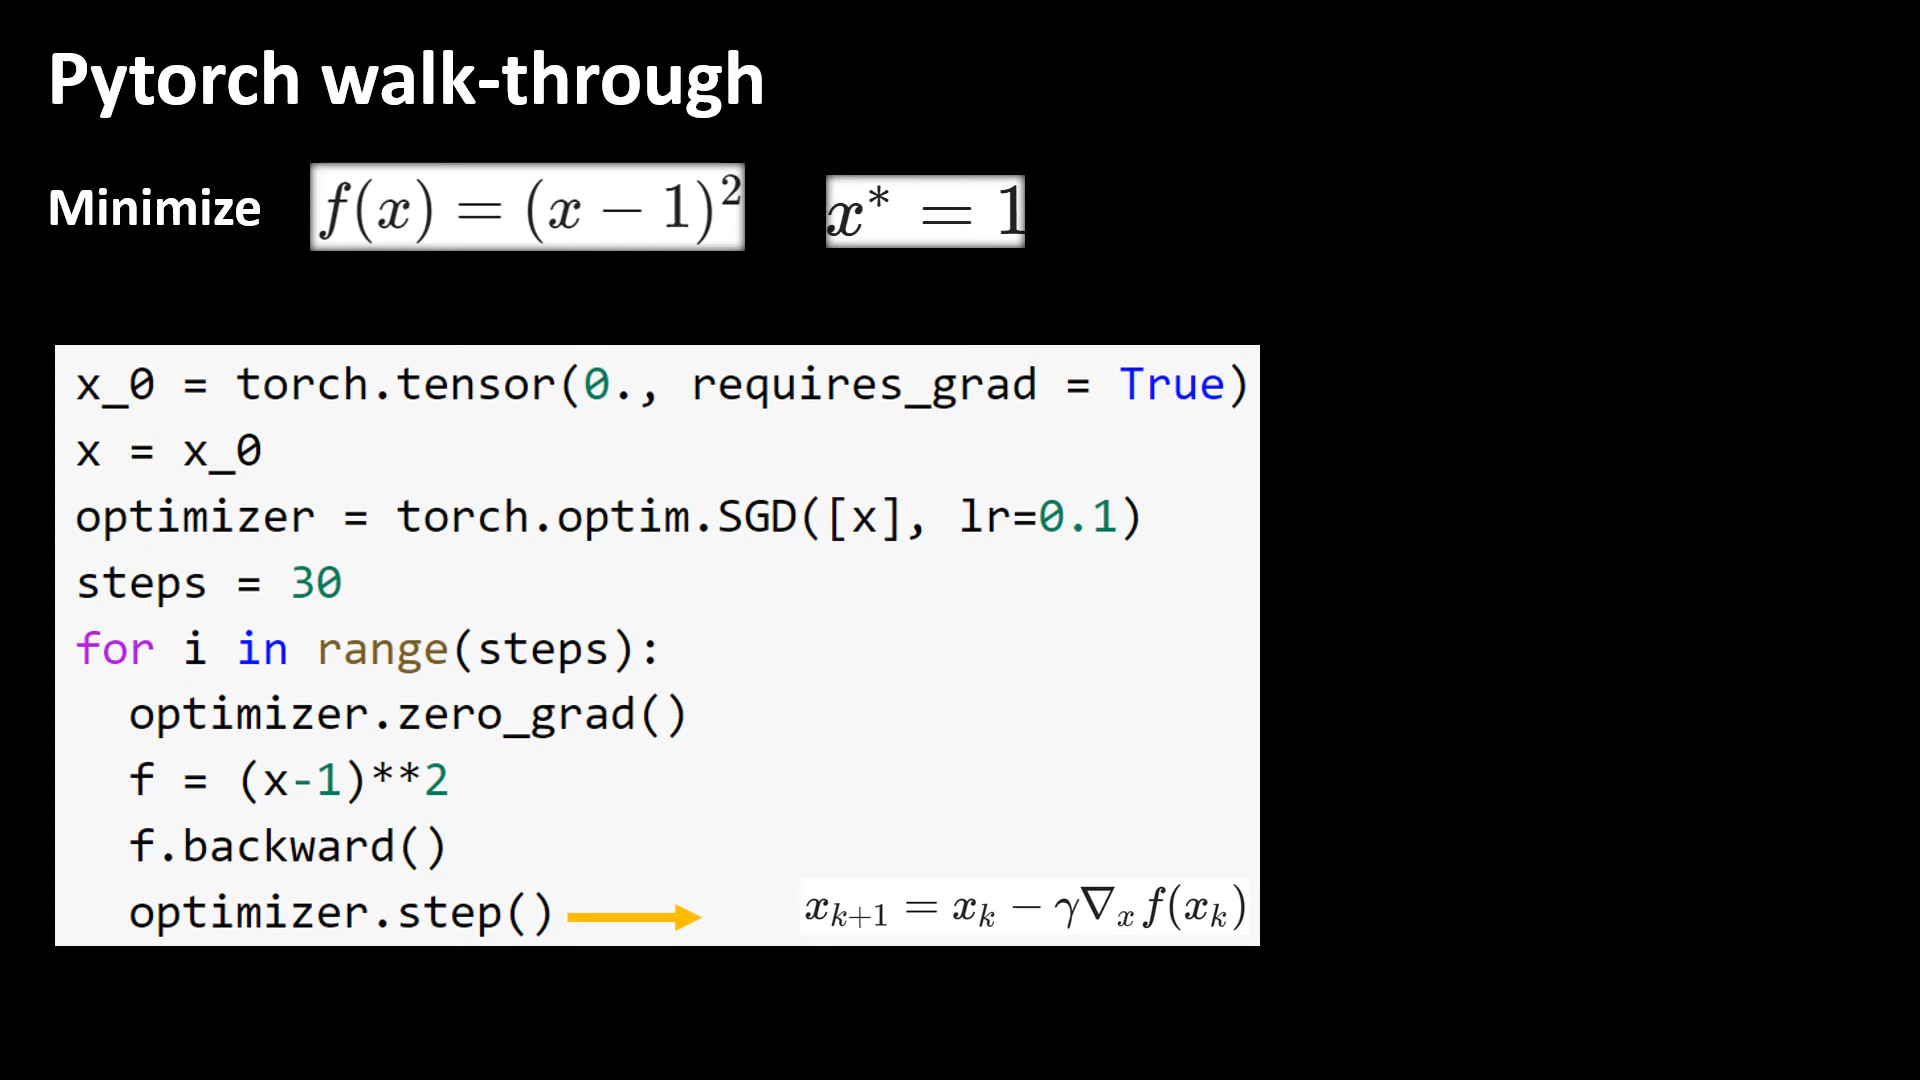 Pytorch walk-through
Minimize f(x) = (x − 1)² x* = 1
x_0 = torch.tensor(0., requires_grad = True)
x = x_0
optimizer = torch.optim.SGD([x], lr=0.1)
steps = 30
for i in range(steps):
  optimizer.zero_grad()
  f = (x-1)**2
  f.backward()
  optimizer.step() x_{k+1} = x_k − γ∇_x f(x_k)